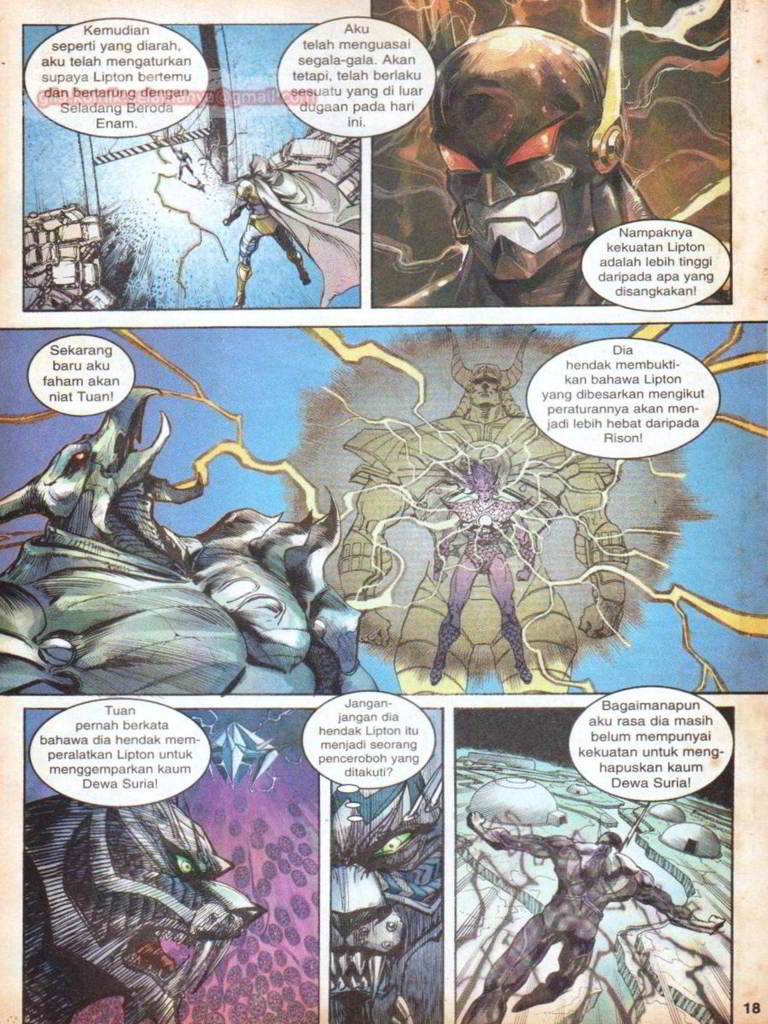 Kemudian
seperti yang diarah,
aku telah mengaturkan
supaya Lipton bertemu
dan bertarung dengan
Seladang Beroda
Enam.
Aku
telah menguasai
segala-gala. Akan
tetapi, telah berlaku
sesuatu yang di luar
dugaan pada hari
ini.
Nampaknya
kekuatan Lipton
adalah lebih tinggi
daripada apa yang
disangkakan!
Sekarang
baru aku
faham akan
niat Tuan!
Dia
hendak membukti-
kan bahawa Lipton
yang dibesarkan mengikut
peraturannya akan men-
jadi lebih hebat daripada
Rison!
Tuan
pernah berkata
bahawa dia hendak mem-
peralatkan Lipton untuk
menggemparkan kaum
Dewa Suria!
Jangan-
jangan dia
hendak Lipton itu
menjadi seorang
penceroboh yang
ditakuti?
Bagaimanapun
aku rasa dia masih
belum mempunyai
kekuatan untuk meng-
hapuskan kaum
Dewa Suria!
18